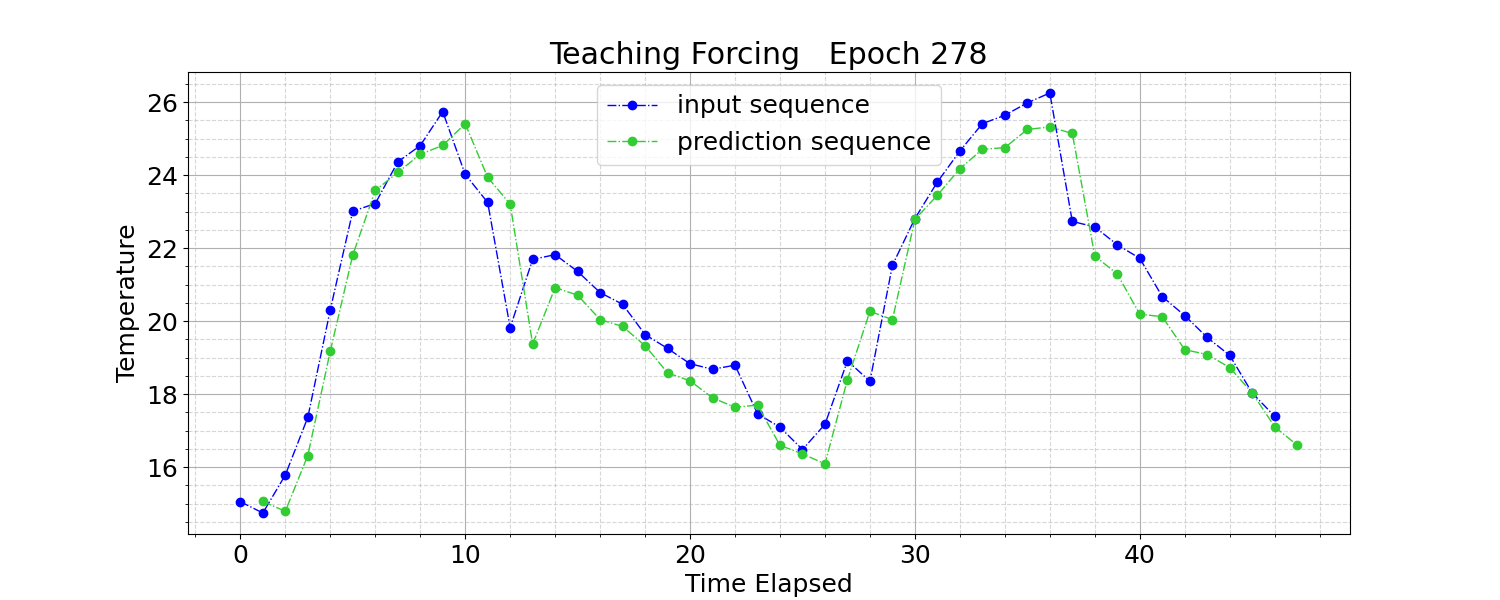 Teaching Forcing   Epoch 278
input sequence
prediction sequence
Temperature
26
24
22
20
18
16
0 10 20 30 40
Time Elapsed